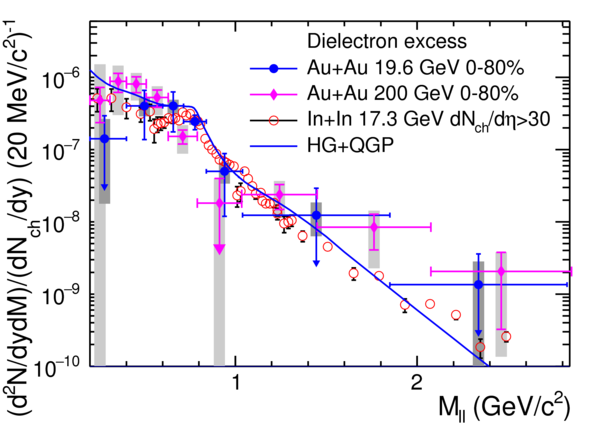 (d²N/dydM)/(dN_ch/dy) (20 MeV/c²)⁻¹
10⁻⁶
10⁻⁷
10⁻⁸
10⁻⁹
10⁻¹⁰
Dielectron excess
Au+Au 19.6 GeV 0-80%
Au+Au 200 GeV 0-80%
In+In 17.3 GeV dN_ch/dη>30
HG+QGP
1
2
M_ll (GeV/c²)